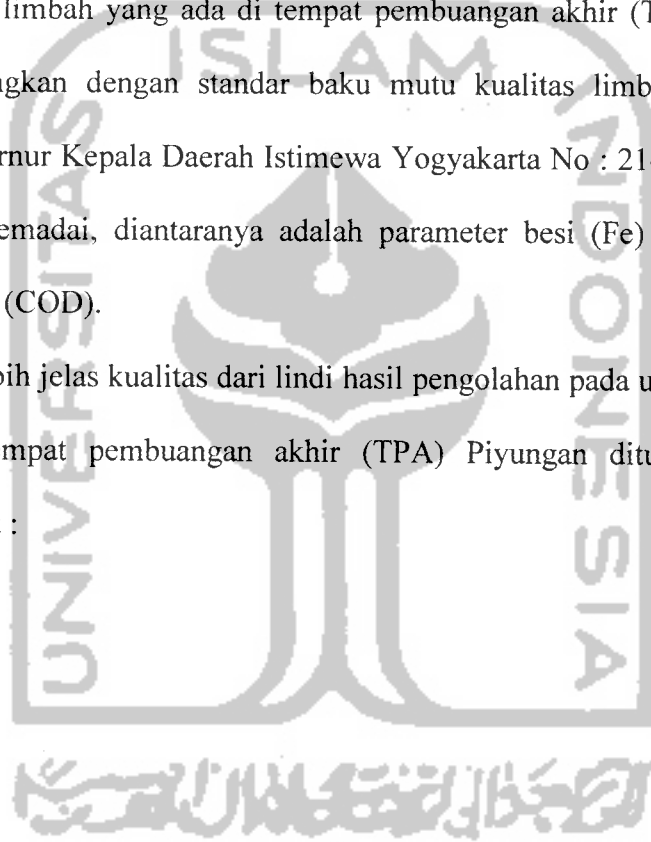 limbah yang ada di tempat pembuangan akhir (T
ngkan dengan standar baku mutu kualitas limb
rnur Kepala Daerah Istimewa Yogyakarta No : 21
emadai, diantaranya adalah parameter besi (Fe)
(COD).
bih jelas kualitas dari lindi hasil pengolahan pada u
mpat pembuangan akhir (TPA) Piyungan ditu
:
ISLAM
UNIVERSITAS
INDONESIA